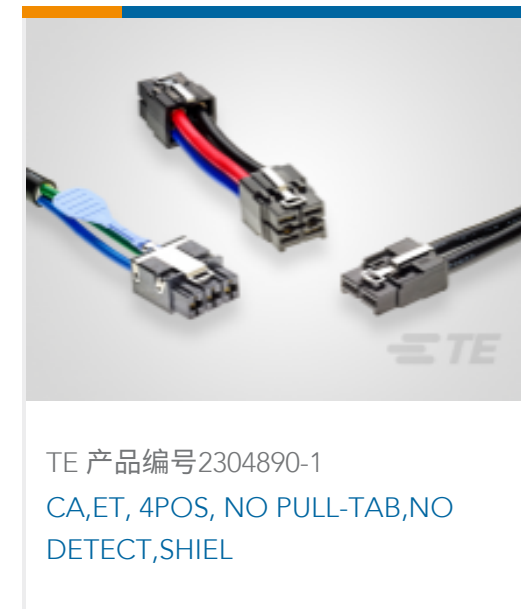 TE
TE 产品编号2304890-1
CA,ET, 4POS, NO PULL-TAB,NO
DETECT,SHIEL